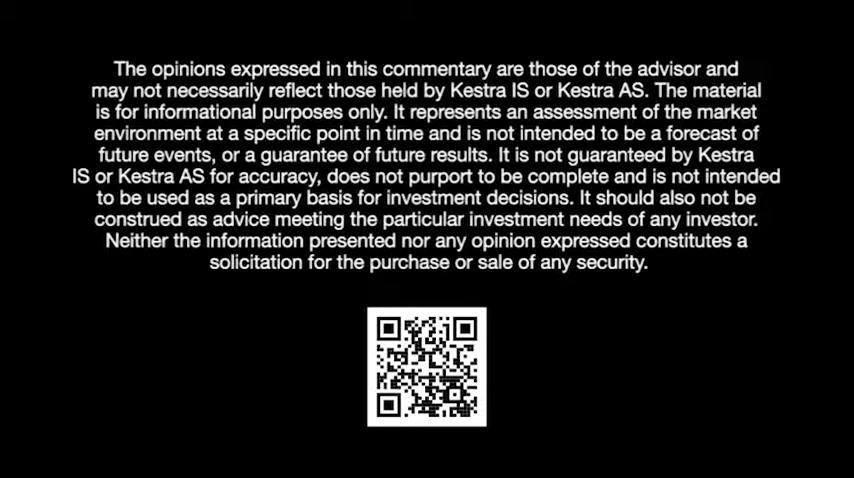 The opinions expressed in this commentary are those of the advisor and
may not necessarily reflect those held by Kestra IS or Kestra AS. The material
is for informational purposes only. It represents an assessment of the market
environment at a specific point in time and is not intended to be a forecast of
future events, or a guarantee of future results. It is not guaranteed by Kestra
IS or Kestra AS for accuracy, does not purport to be complete and is not intended
to be used as a primary basis for investment decisions. It should also not be
construed as advice meeting the particular investment needs of any investor.
Neither the information presented nor any opinion expressed constitutes a
solicitation for the purchase or sale of any security.